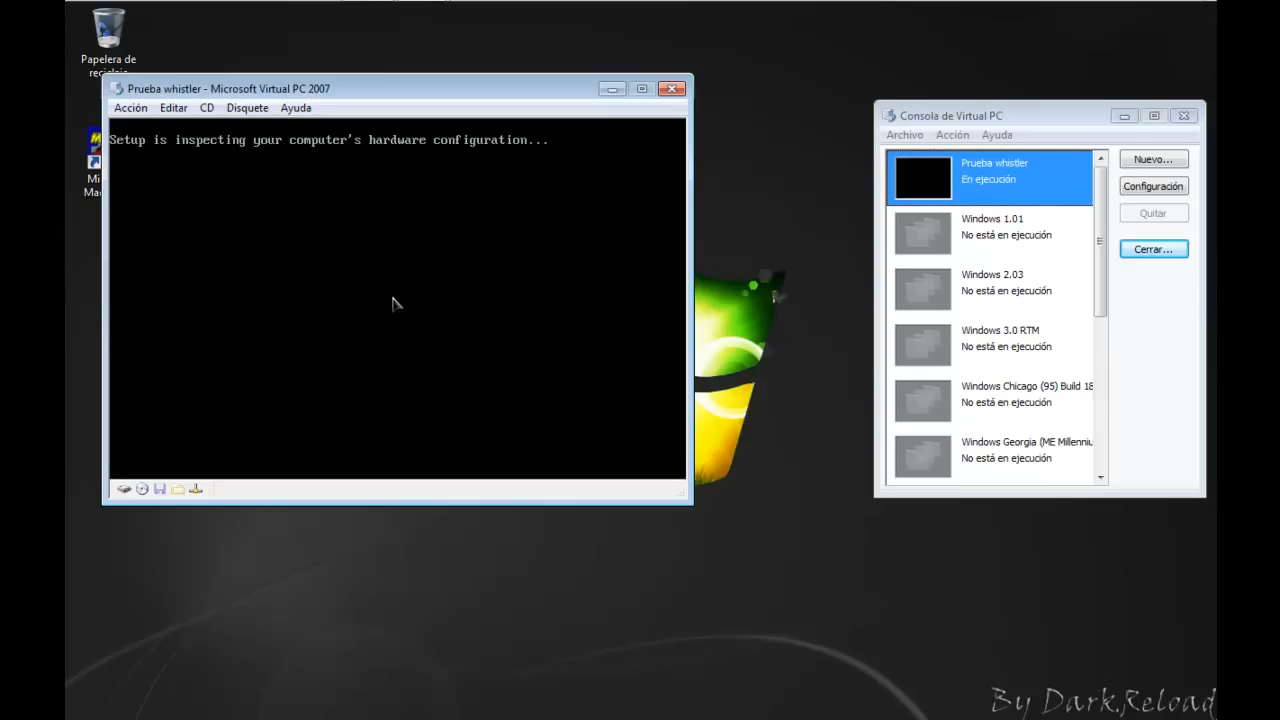 Papelera de
reciclaje
Prueba whistler - Microsoft Virtual PC 2007
Acción Editar CD Disquete Ayuda
Setup is inspecting your computer's hardware configuration...
Mi
Mac
Consola de Virtual PC
Archivo Acción Ayuda
Prueba whistler
En ejecución
Windows 1.01
No está en ejecución
Windows 2.03
No está en ejecución
Windows 3.0 RTM
No está en ejecución
Windows Chicago (95) Build 18
No está en ejecución
Windows Georgia (ME Millenniu
No está en ejecución
Nuevo...
Configuración
Quitar
Cerrar...
By Dark.Reload